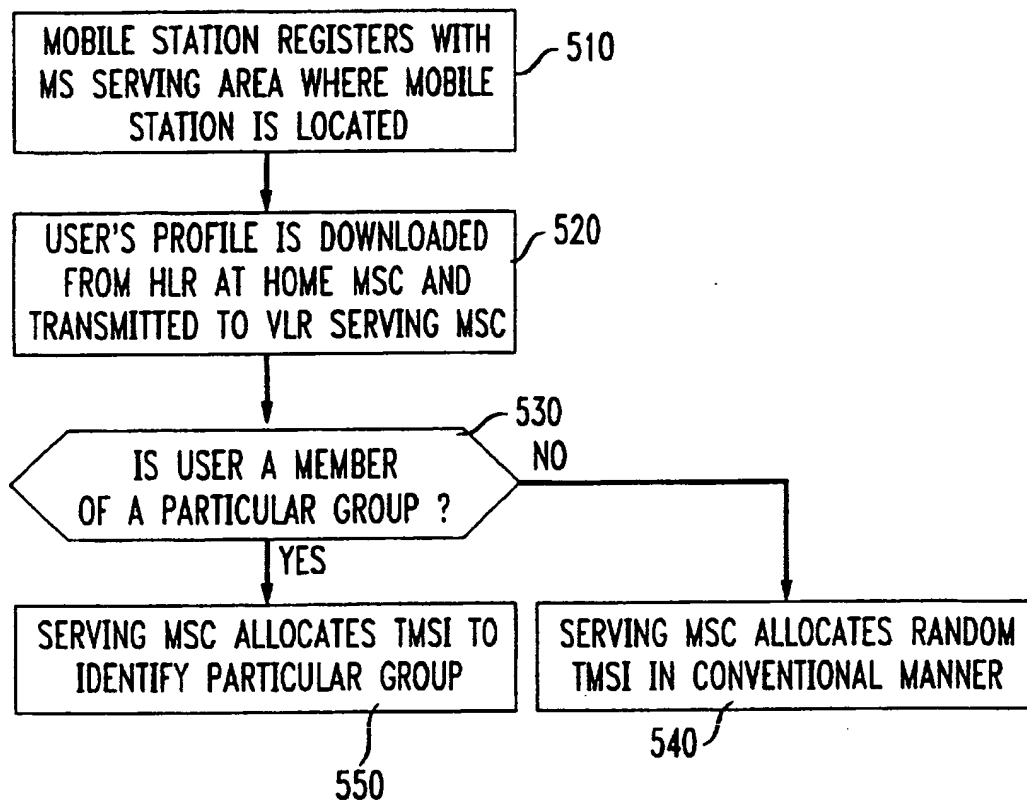 MOBILE STATION REGISTERS WITH
MS SERVING AREA WHERE MOBILE
STATION IS LOCATED
510
USER'S PROFILE IS DOWNLOADED
FROM HLR AT HOME MSC AND
TRANSMITTED TO VLR SERVING MSC
520
530
IS USER A MEMBER
OF A PARTICULAR GROUP ?
NO
YES
SERVING MSC ALLOCATES TMSI TO
IDENTIFY PARTICULAR GROUP
550
SERVING MSC ALLOCATES RANDOM
TMSI IN CONVENTIONAL MANNER
540